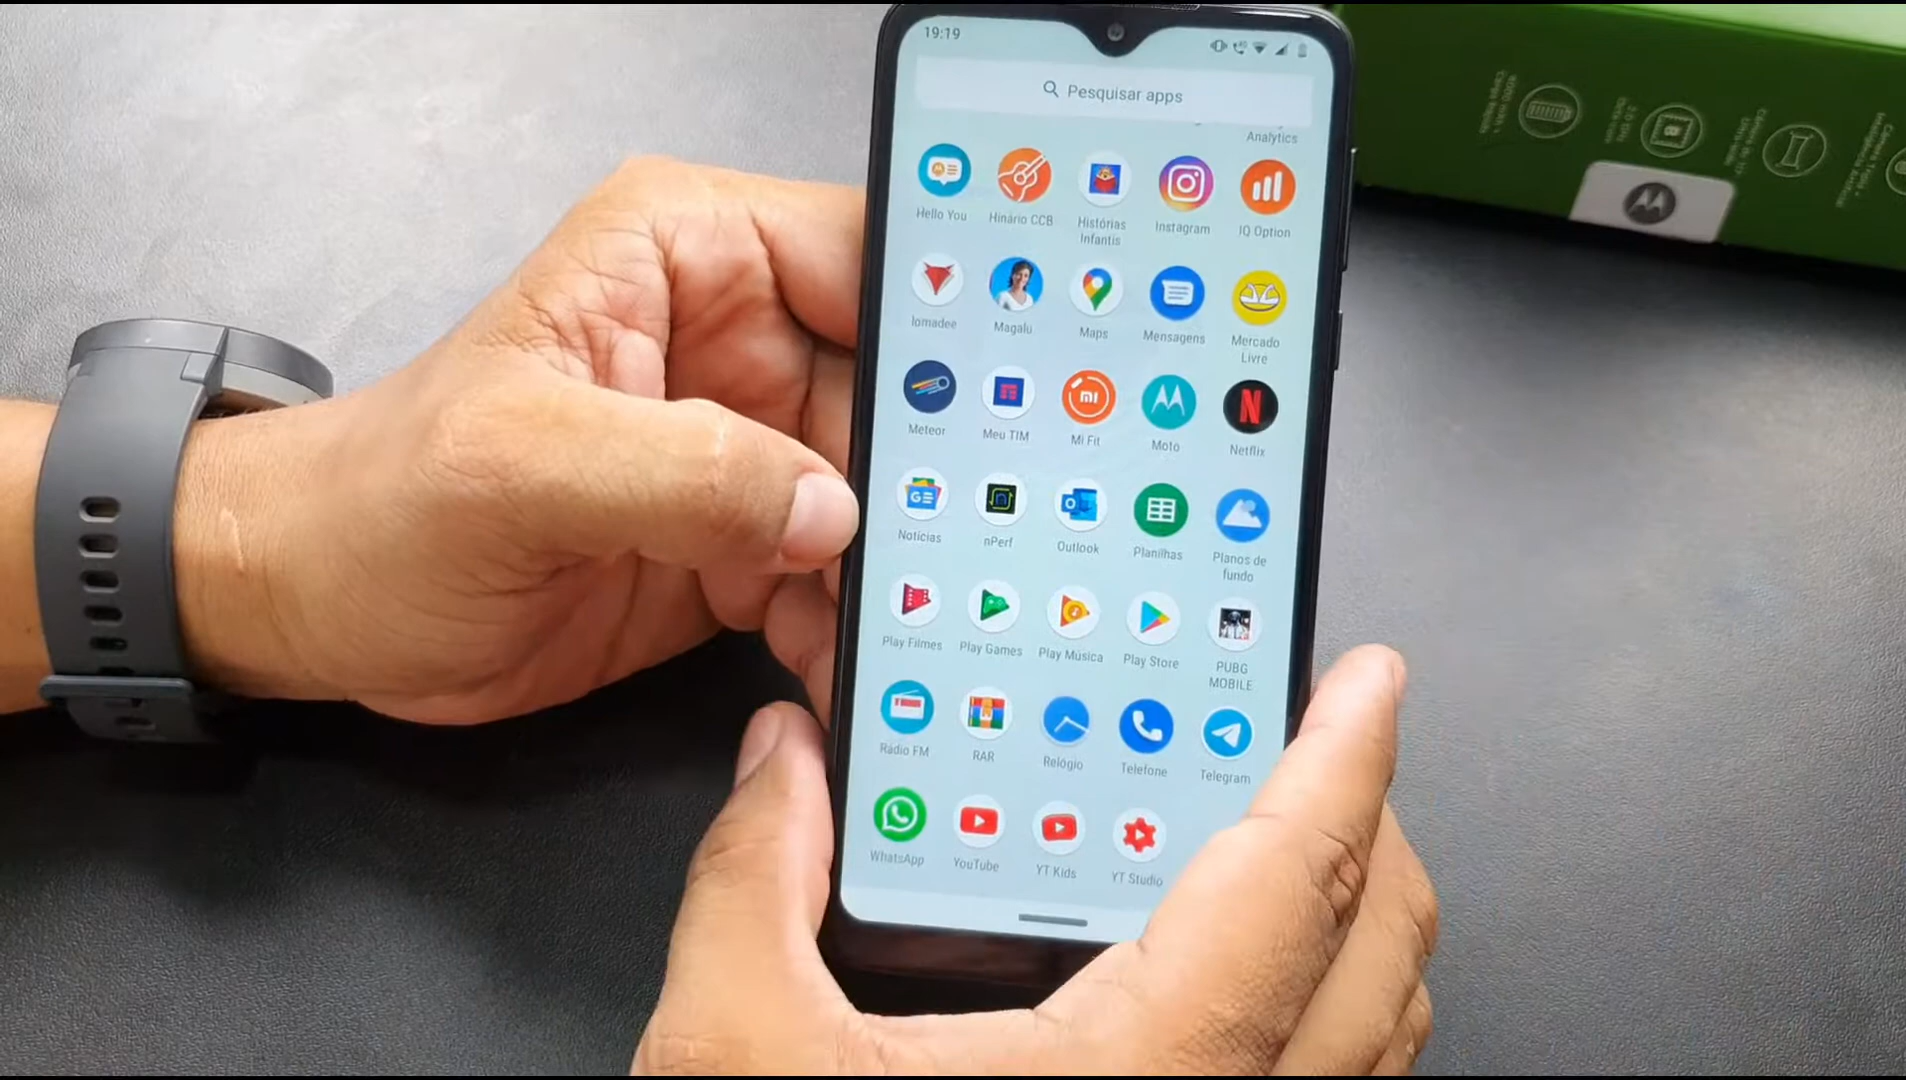 19:19
Pesquisar apps
Analytics
Hello You
Hinário CCB
Histórias
Infantis
Instagram
IQ Option
lomadee
Magalu
Maps
Mensagens
Mercado
Livre
Meteor
Meu TIM
Mi Fit
Moto
Netflix
Notícias
nPerf
Outlook
Planilhas
Planos de
fundo
Play Filmes
Play Games
Play Música
Play Store
PUBG
MOBILE
Rádio FM
RAR
Relógio
Telefone
Telegram
WhatsApp
YouTube
YT Kids
YT Studio